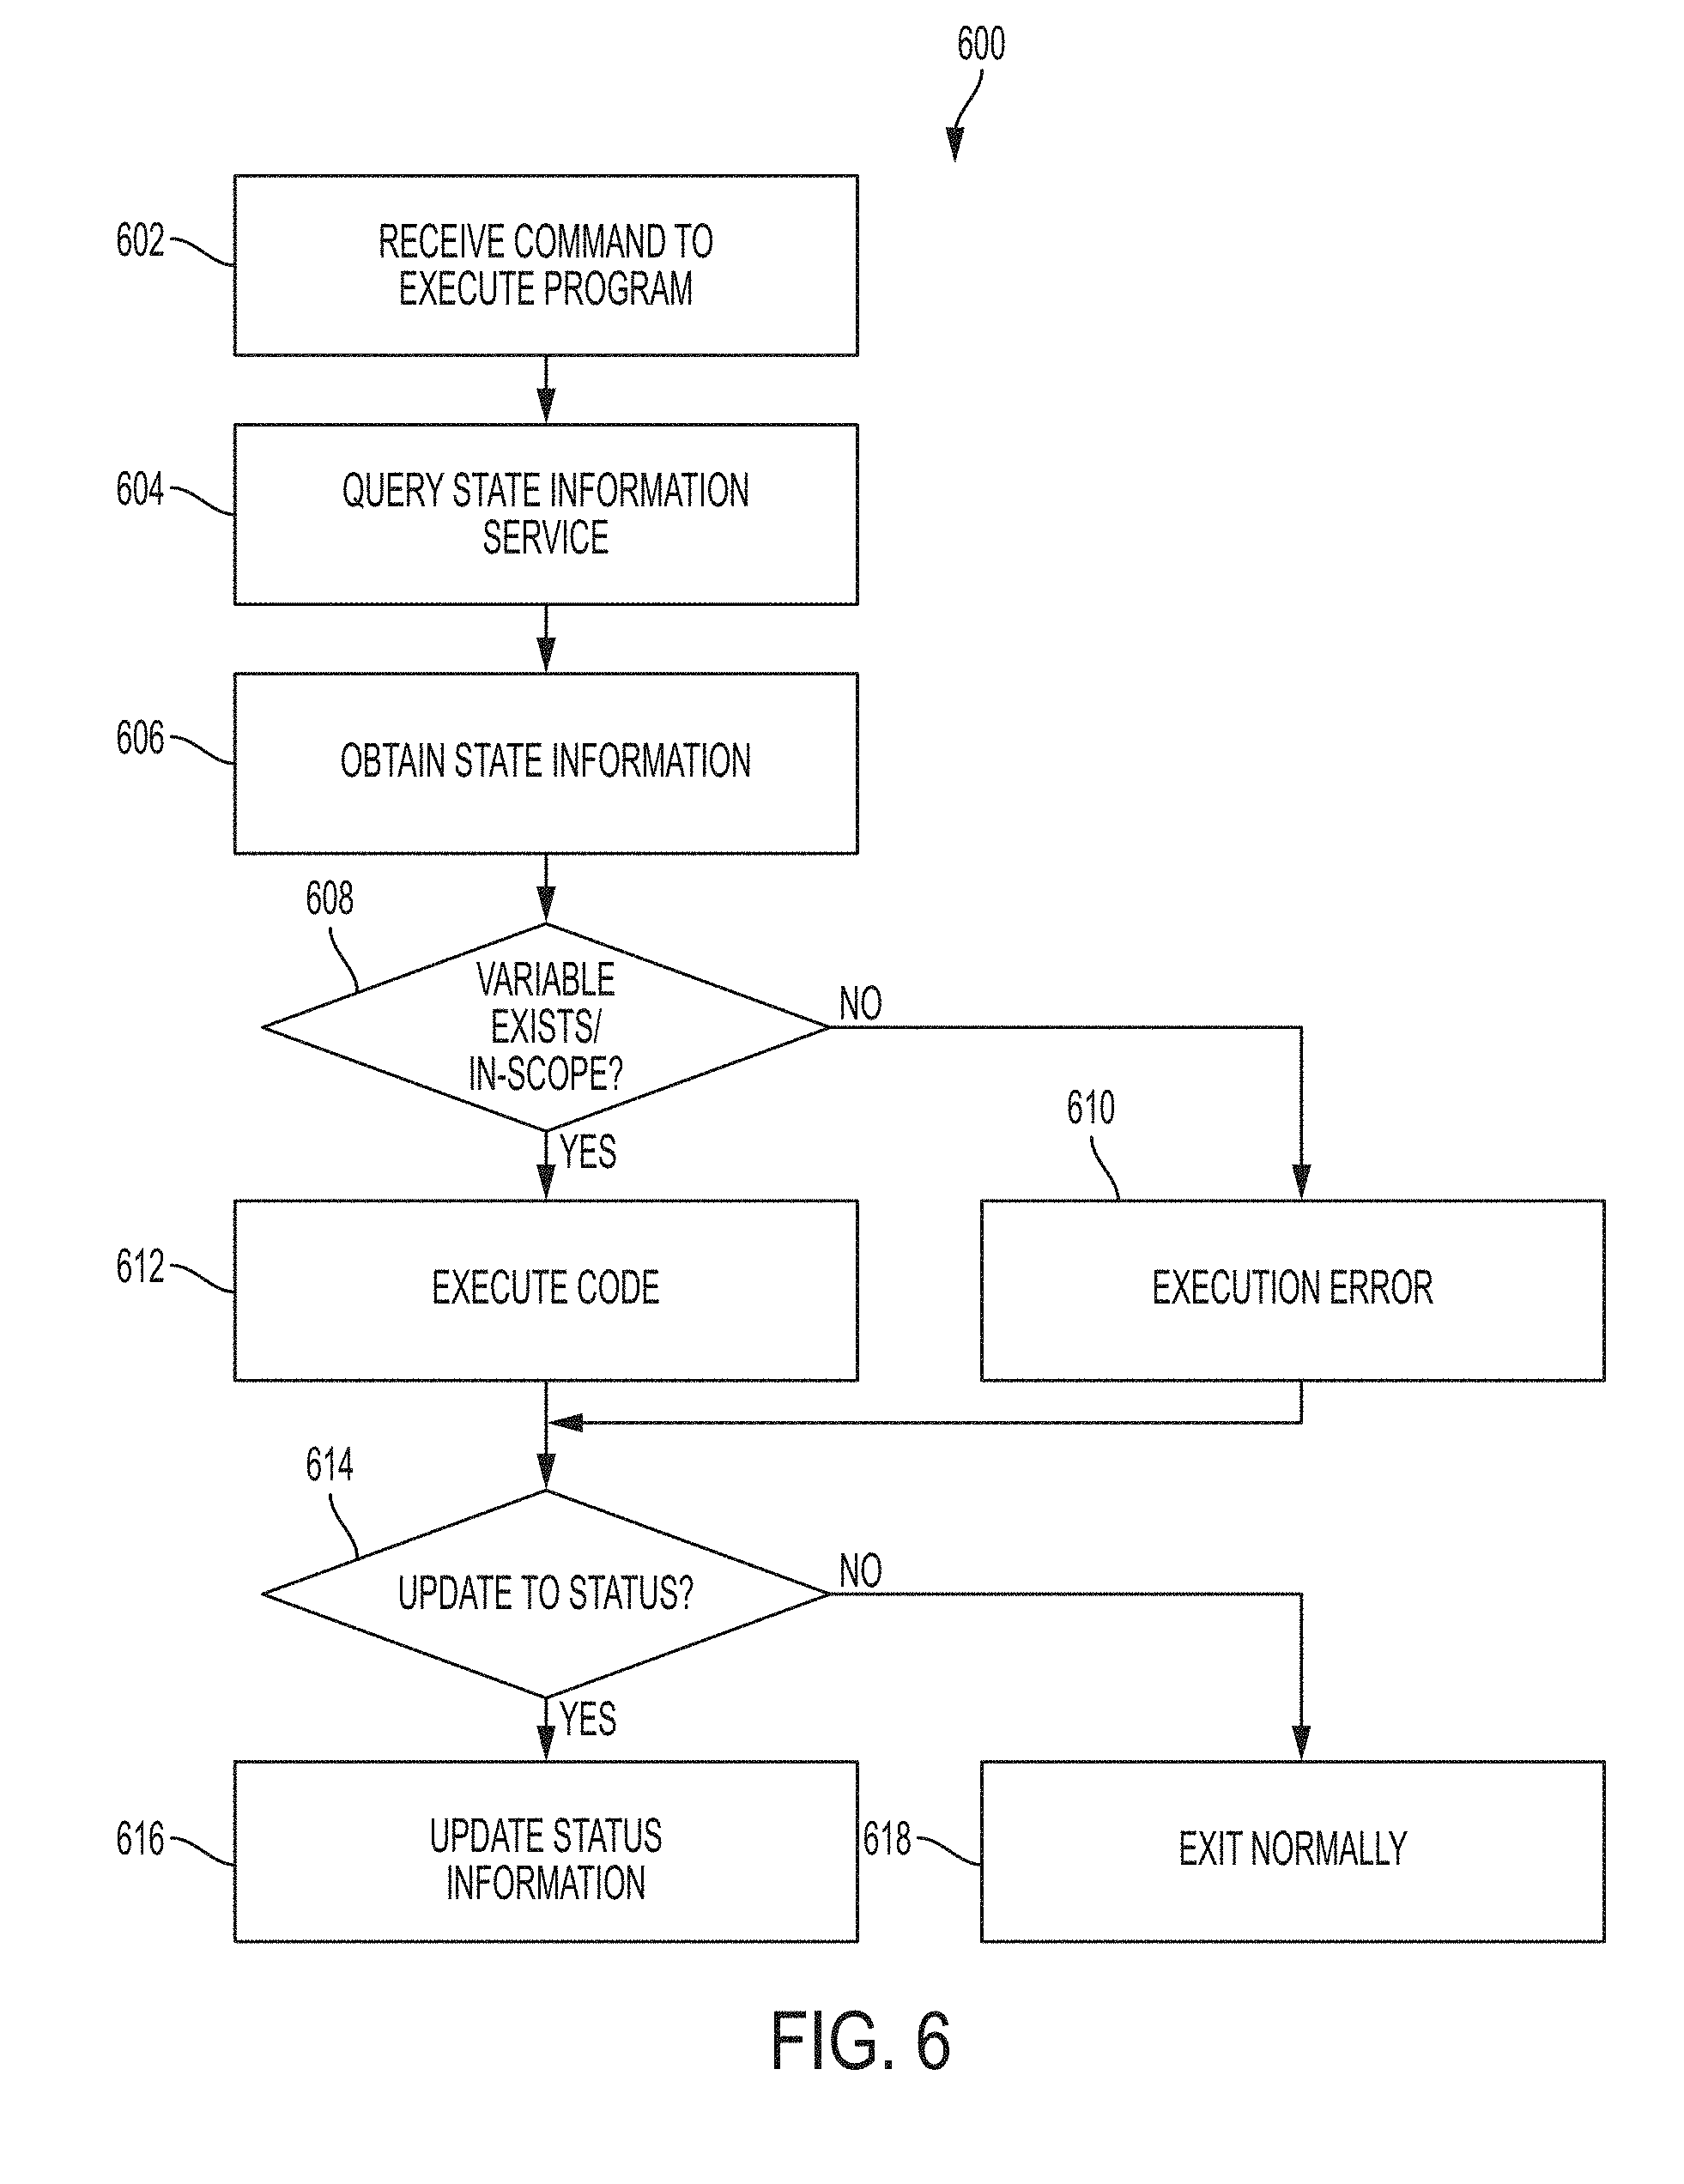 600
602
RECEIVE COMMAND TO
EXECUTE PROGRAM
604
QUERY STATE INFORMATION
SERVICE
606
OBTAIN STATE INFORMATION
608
VARIABLE
EXISTS/
IN-SCOPE?
NO
YES
610
612
EXECUTE CODE
EXECUTION ERROR
614
UPDATE TO STATUS?
NO
YES
616
UPDATE STATUS
INFORMATION
618
EXIT NORMALLY
FIG. 6